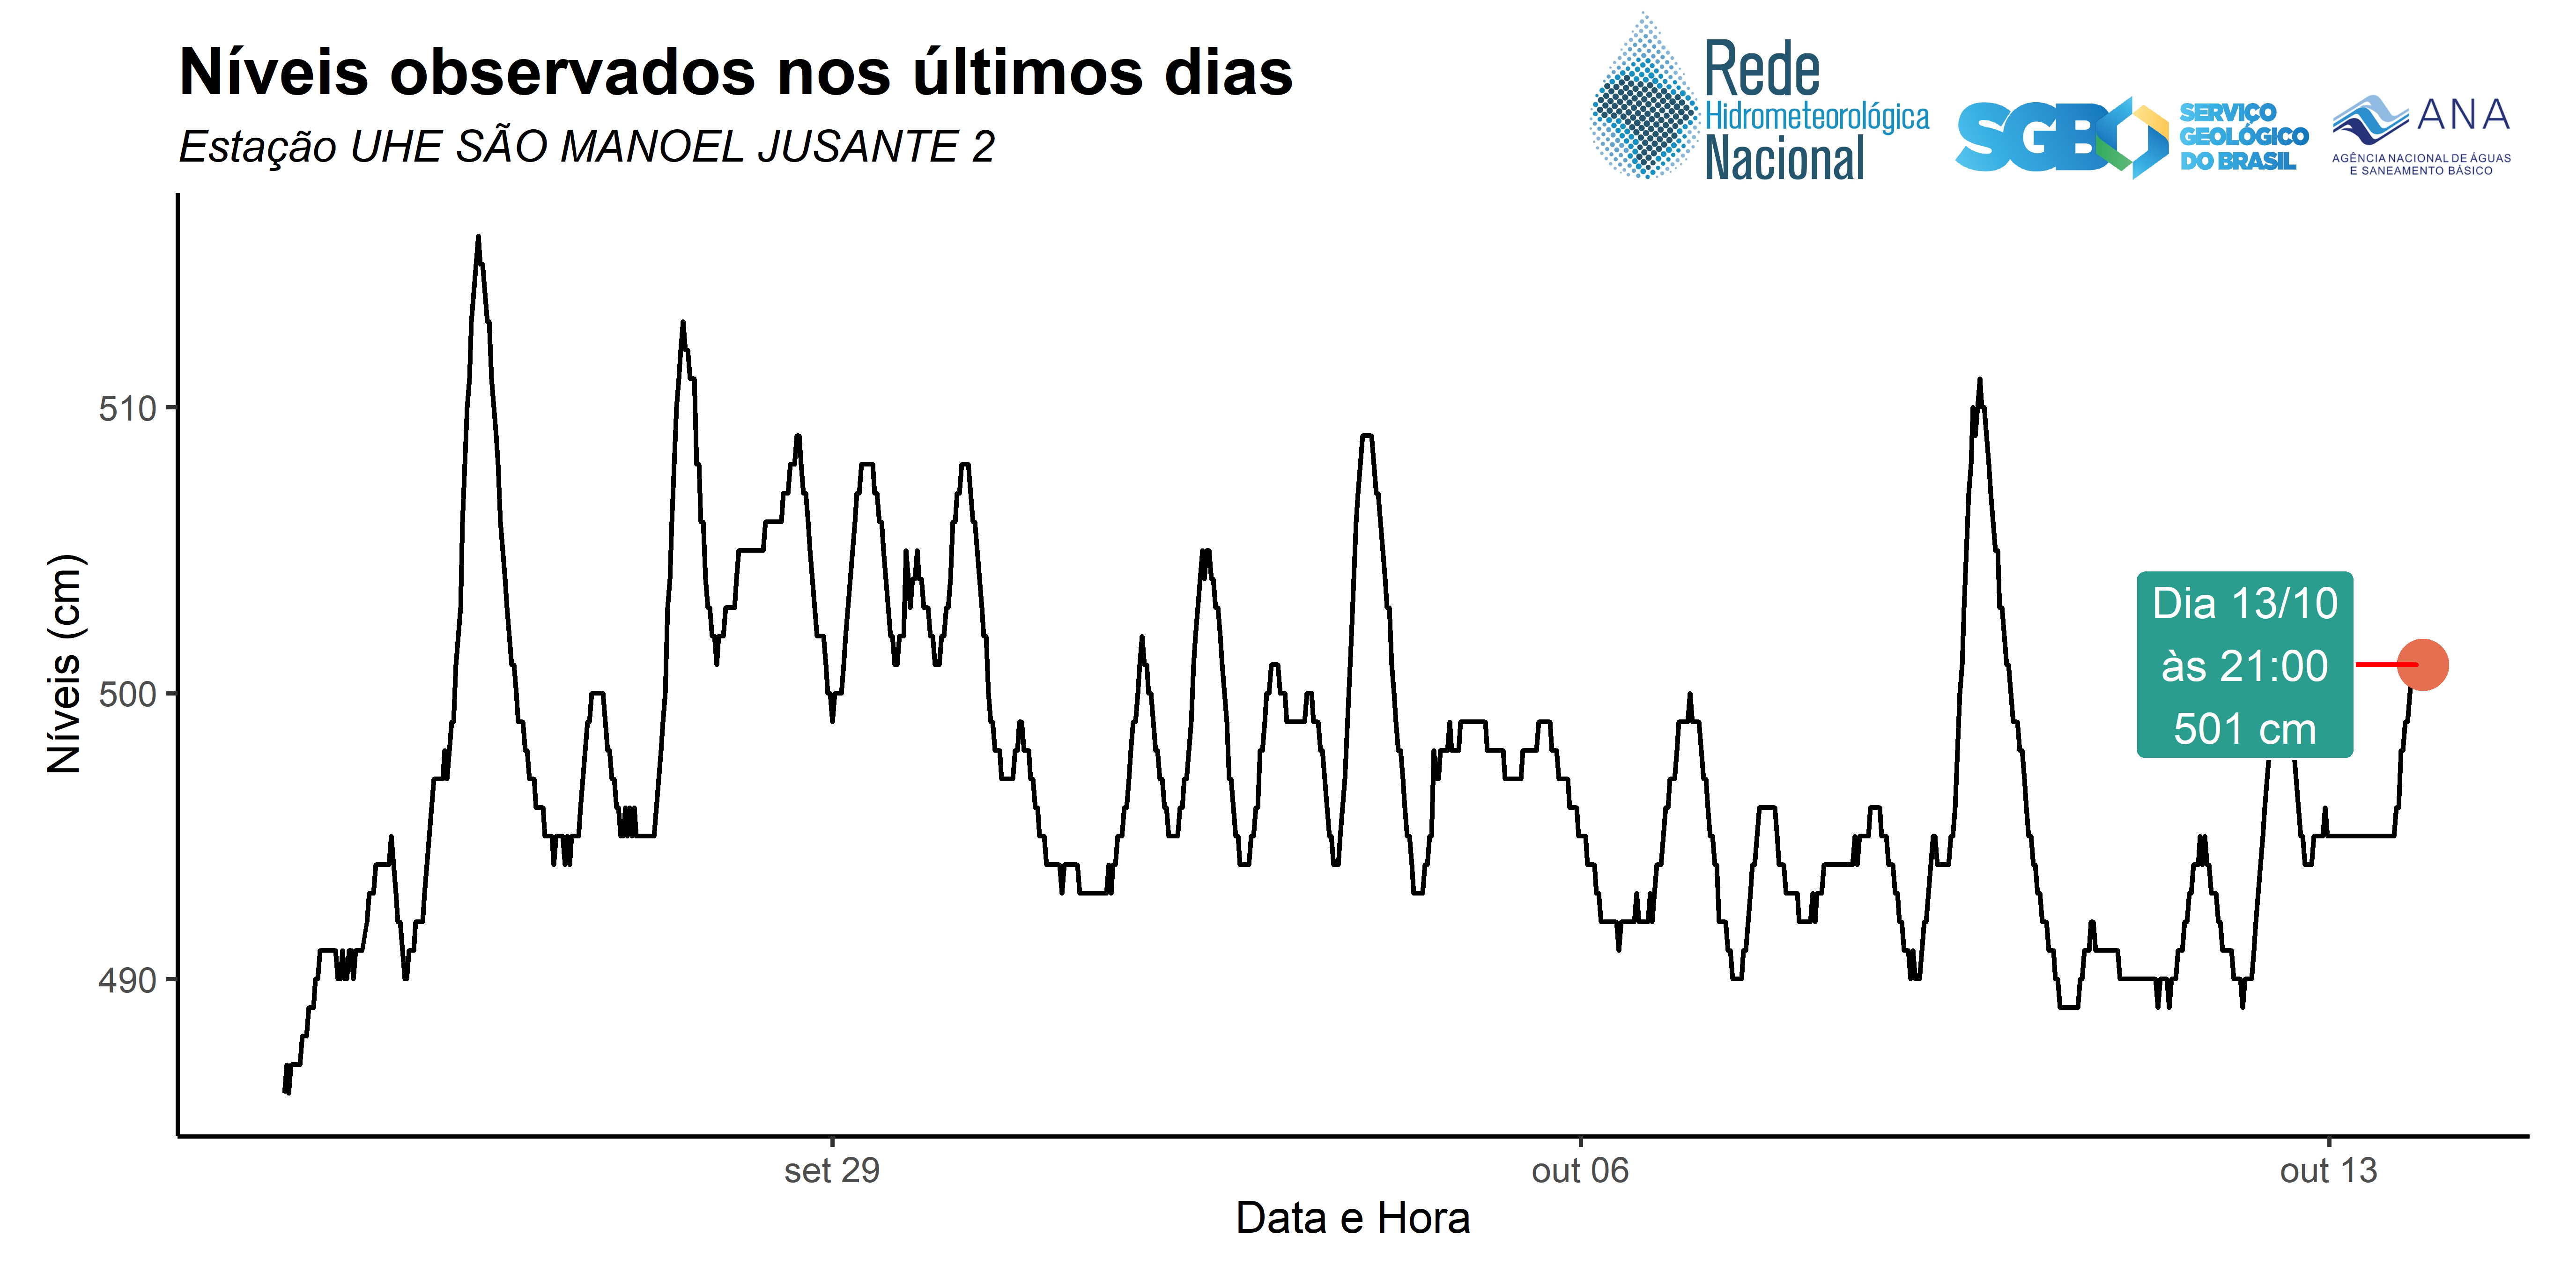 Níveis observados nos últimos dias
Estação UHE SÃO MANOEL JUSANTE 2
Rede
Hidrometeorológica
Nacional
SGB
SERVIÇO
GEOLÓGICO
DO BRASIL
ANA
AGÊNCIA NACIONAL DE ÁGUAS
E SANEAMENTO BÁSICO
Níveis (cm)
510
500
490
Dia 13/10
às 21:00
501 cm
set 29
out 06
out 13
Data e Hora